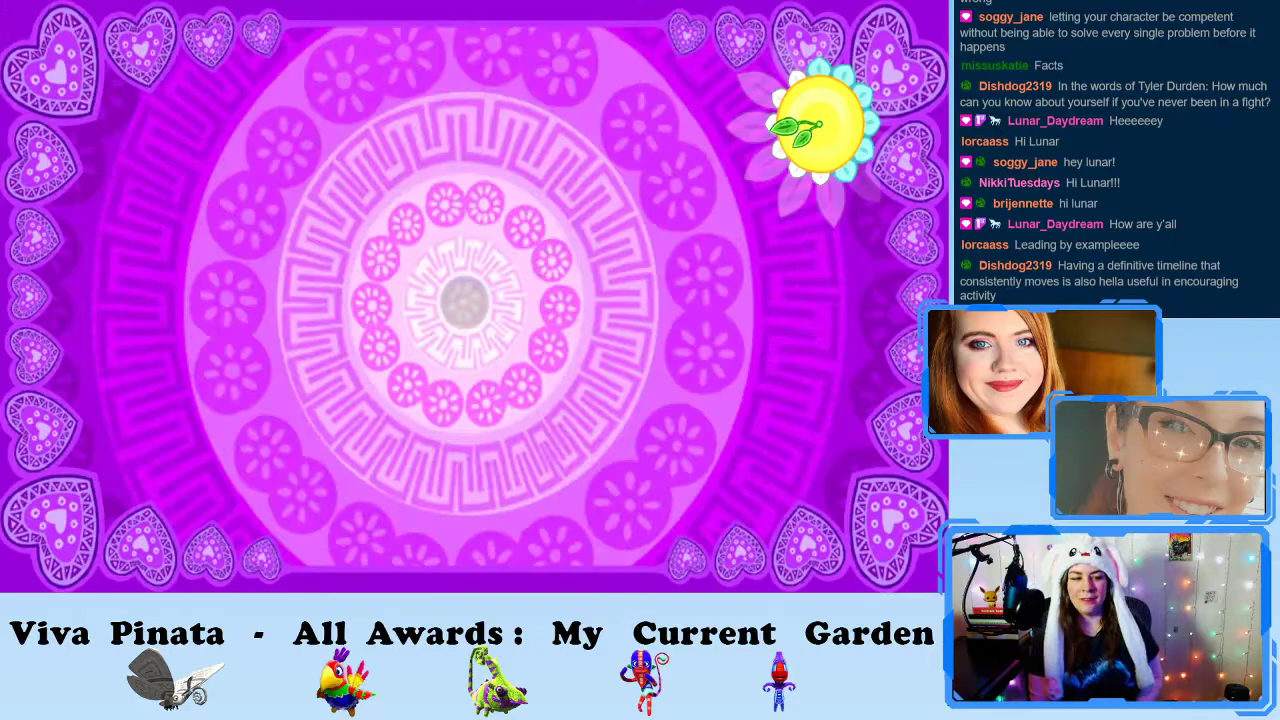 wrong
soggy_jane letting your character be competent
without being able to solve every single problem before it
happens
missuskatie Facts
Dishdog2319 In the words of Tyler Durden: How much
can you know about yourself if you've never been in a fight?
Lunar_Daydream Heeeeeey
lorcaass Hi Lunar
soggy_jane hey lunar!
NikkiTuesdays Hi Lunar!!!
brijennette hi lunar
Lunar_Daydream How are y'all
lorcaass Leading by exampleeee
Dishdog2319 Having a definitive timeline that
consistently moves is also hella useful in encouraging
activity
Viva Pinata - All Awards: My Current Garden